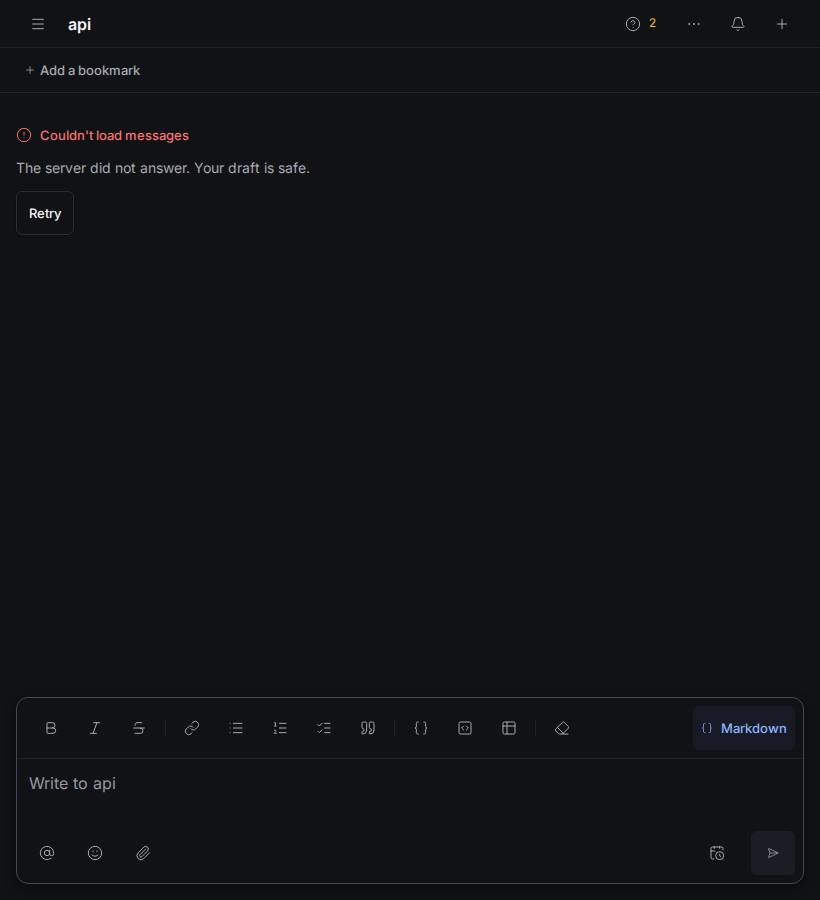 api
2
+ Add a bookmark
Couldn't load messages
The server did not answer. Your draft is safe.
Retry
Markdown
Write to api